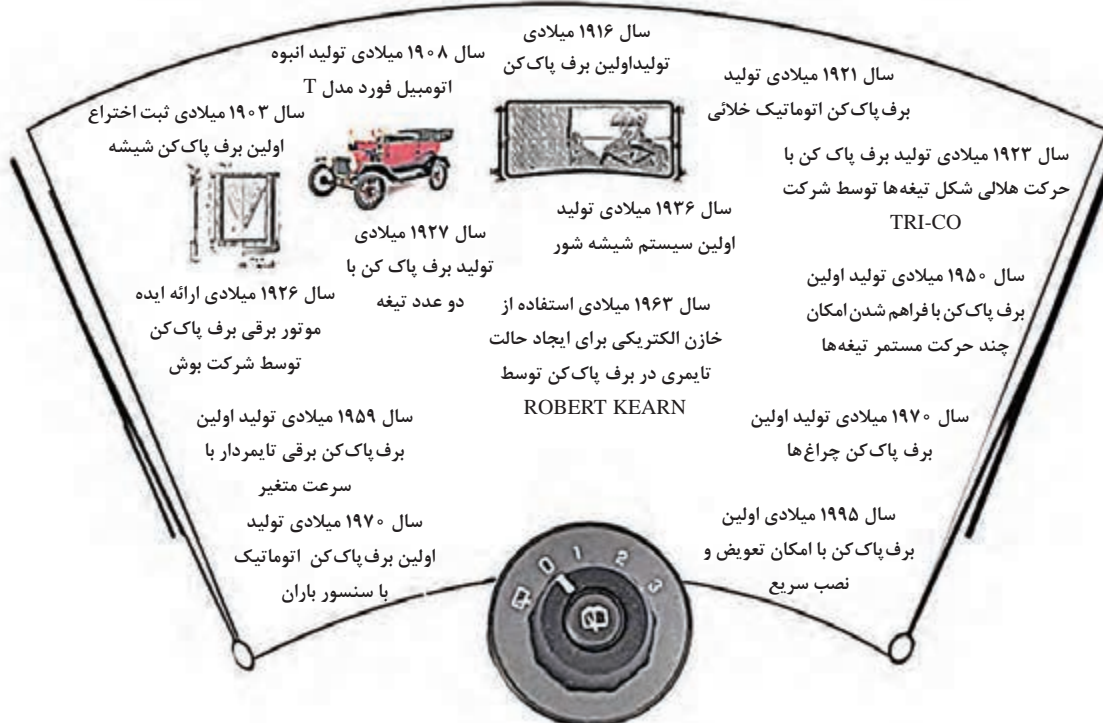 سال ۱۹۱۶ میلادی
تولیداولین برف پاک‌کن
سال ۱۹۰۸ میلادی تولید انبوه
اتومبیل فورد مدل T
سال ۱۹۲۱ میلادی تولید
برف‌پاک‌کن اتوماتیک خلائی
سال ۱۹۰۳ میلادی ثبت اختراع
اولین برف پاک‌کن شیشه
سال ۱۹۲۳ میلادی تولید برف پاک کن با
حرکت هلالی شکل تیغه‌ها توسط شرکت
TRI-CO
سال ۱۹۳۶ میلادی تولید
اولین سیستم شیشه شور
سال ۱۹۲۷ میلادی
تولید برف پاک کن با
دو عدد تیغه
سال ۱۹۵۰ میلادی تولید اولین
برف‌پاک‌کن با فراهم شدن امکان
چند حرکت مستمر تیغه‌ها
سال ۱۹۲۶ میلادی ارائه ایده
موتور برقی برف پاک‌کن
توسط شرکت بوش
سال ۱۹۶۳ میلادی استفاده از
خازن الکتریکی برای ایجاد حالت
تایمری در برف پاک‌کن توسط
ROBERT KEARN
سال ۱۹۵۹ میلادی تولید اولین
برف‌پاک‌کن برقی تایمردار با
سرعت متغیر
سال ۱۹۷۰ میلادی تولید اولین
برف‌پاک‌کن چراغ‌ها
سال ۱۹۷۰ میلادی تولید
اولین برف‌پاک‌کن اتوماتیک
با سنسور باران
سال ۱۹۹۵ میلادی اولین
برف‌پاک‌کن با امکان تعویض و
نصب سریع
0 1 2 3